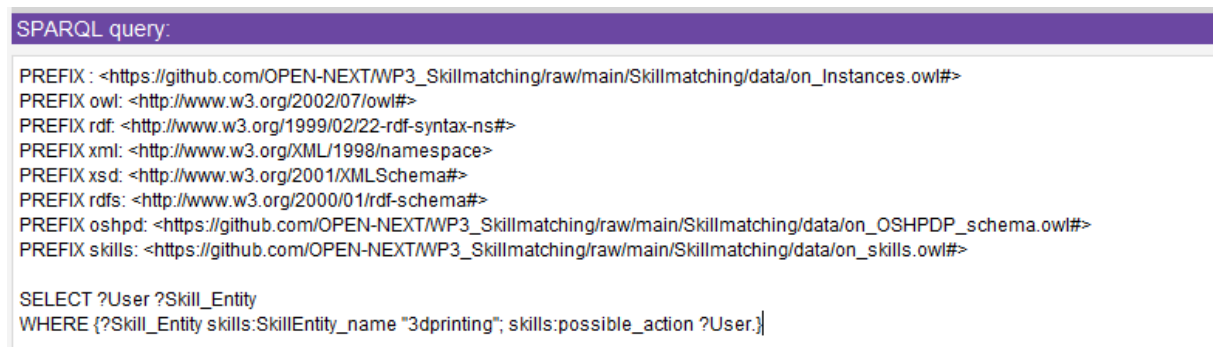 SPARQL query:
PREFIX : <https://github.com/OPEN-NEXT/WP3_Skillmatching/raw/main/Skillmatching/data/on_Instances.owl#>
PREFIX owl: <http://www.w3.org/2002/07/owl#>
PREFIX rdf: <http://www.w3.org/1999/02/22-rdf-syntax-ns#>
PREFIX xml: <http://www.w3.org/XML/1998/namespace>
PREFIX xsd: <http://www.w3.org/2001/XMLSchema#>
PREFIX rdfs: <http://www.w3.org/2000/01/rdf-schema#>
PREFIX oshpd: <https://github.com/OPEN-NEXT/WP3_Skillmatching/raw/main/Skillmatching/data/on_OSHPDP_schema.owl#>
PREFIX skills: <https://github.com/OPEN-NEXT/WP3_Skillmatching/raw/main/Skillmatching/data/on_skills.owl#>
SELECT ?User ?Skill_Entity
WHERE {?Skill_Entity skills:SkillEntity_name "3dprinting"; skills:possible_action ?User.}